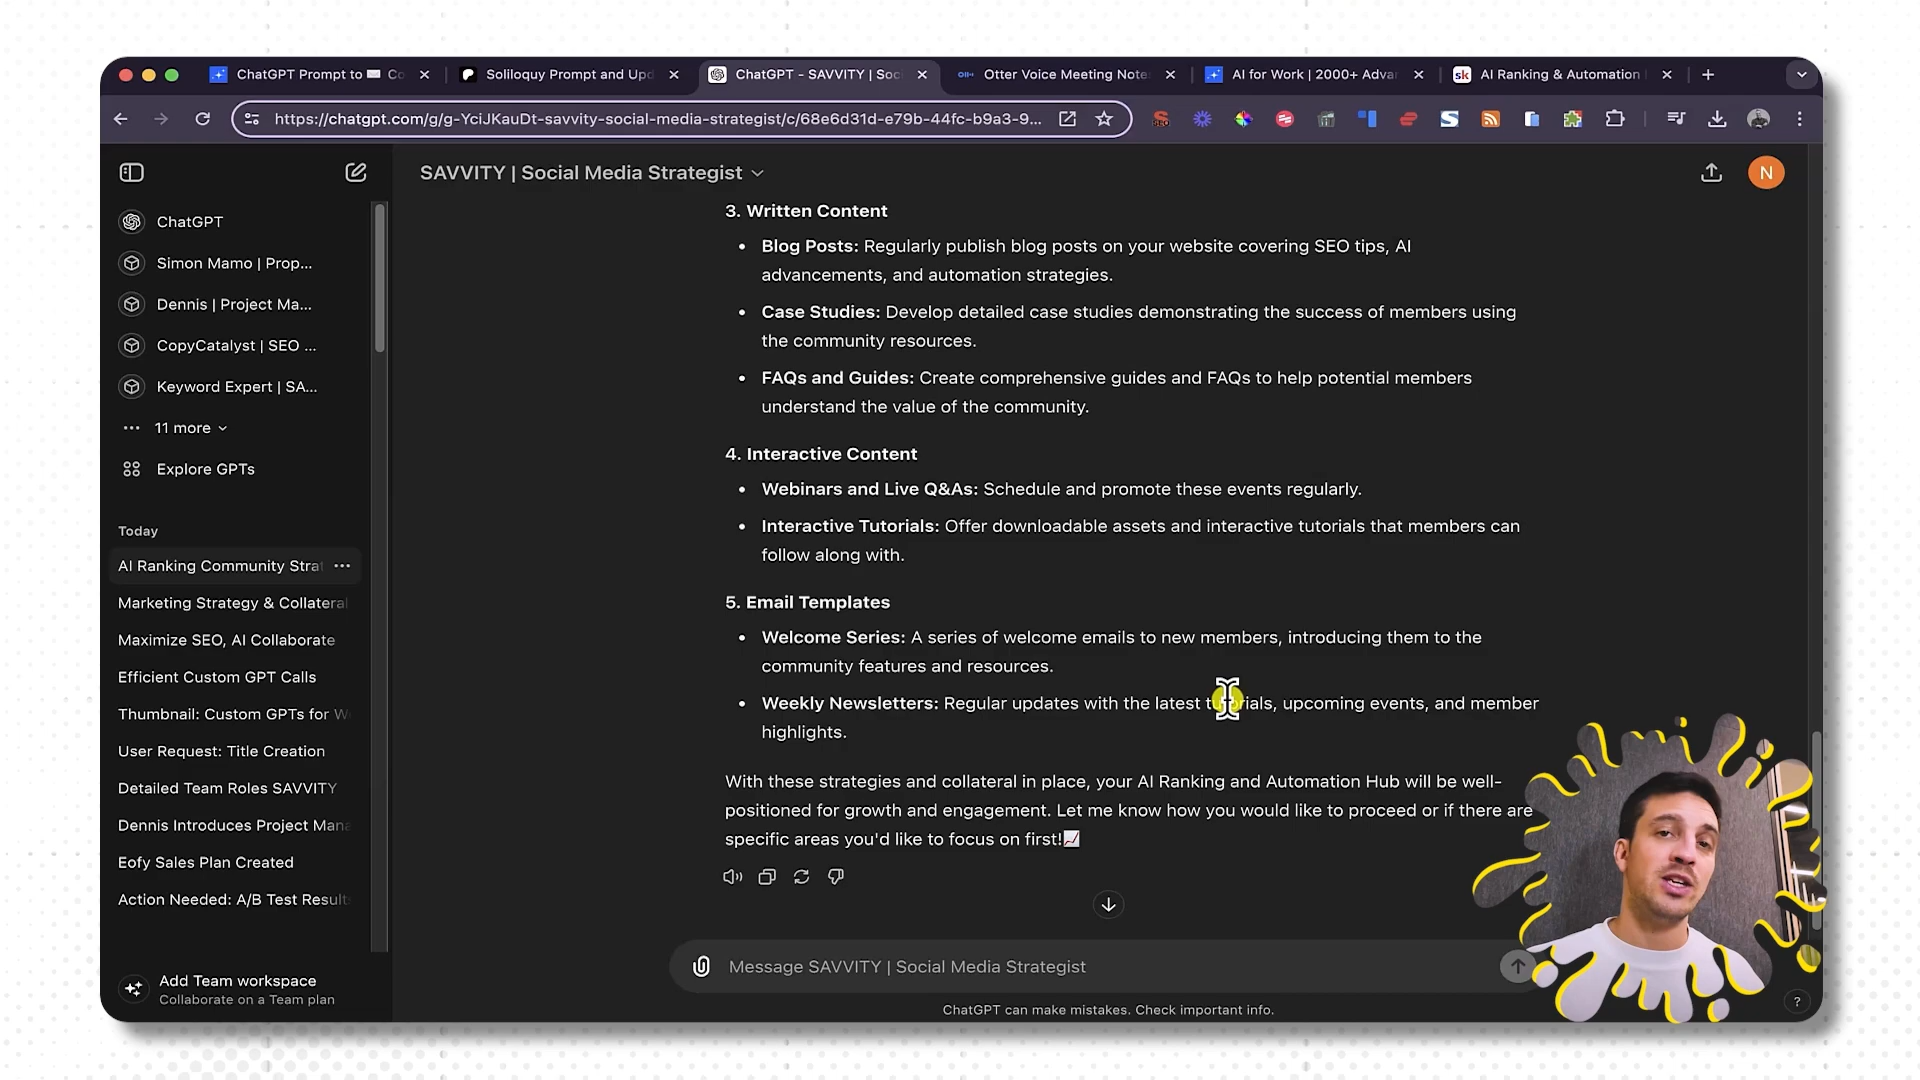 ChatGPT Prompt to ✉ Co
Soliloquy Prompt and Upd
ChatGPT - SAVVITY | Soc
Otter Voice Meeting Notes
AI for Work | 2000+ Adva
sk AI Ranking & Automation
https://chatgpt.com/g/g-YciJKauDt-savvity-social-media-strategist/c/68e6d31d-e79b-44fc-b9a3-9...
SAVVITY | Social Media Strategist
N
ChatGPT
Simon Mamo | Prop...
Dennis | Project Ma...
CopyCatalyst | SEO ...
Keyword Expert | SA...
11 more
Explore GPTs
Today
AI Ranking Community Strat
Marketing Strategy & Collateral
Maximize SEO, AI Collaborate
Efficient Custom GPT Calls
Thumbnail: Custom GPTs for W
User Request: Title Creation
Detailed Team Roles SAVVITY
Dennis Introduces Project Mana
Eofy Sales Plan Created
Action Needed: A/B Test Results
Add Team workspace
Collaborate on a Team plan
3. Written Content
• Blog Posts: Regularly publish blog posts on your website covering SEO tips, AI
advancements, and automation strategies.
• Case Studies: Develop detailed case studies demonstrating the success of members using
the community resources.
• FAQs and Guides: Create comprehensive guides and FAQs to help potential members
understand the value of the community.
4. Interactive Content
• Webinars and Live Q&As: Schedule and promote these events regularly.
• Interactive Tutorials: Offer downloadable assets and interactive tutorials that members can
follow along with.
5. Email Templates
• Welcome Series: A series of welcome emails to new members, introducing them to the
community features and resources.
• Weekly Newsletters: Regular updates with the latest tutorials, upcoming events, and member
highlights.
With these strategies and collateral in place, your AI Ranking and Automation Hub will be well-
positioned for growth and engagement. Let me know how you would like to proceed or if there are
specific areas you'd like to focus on first!📈
Message SAVVITY | Social Media Strategist
ChatGPT can make mistakes. Check important info.
?